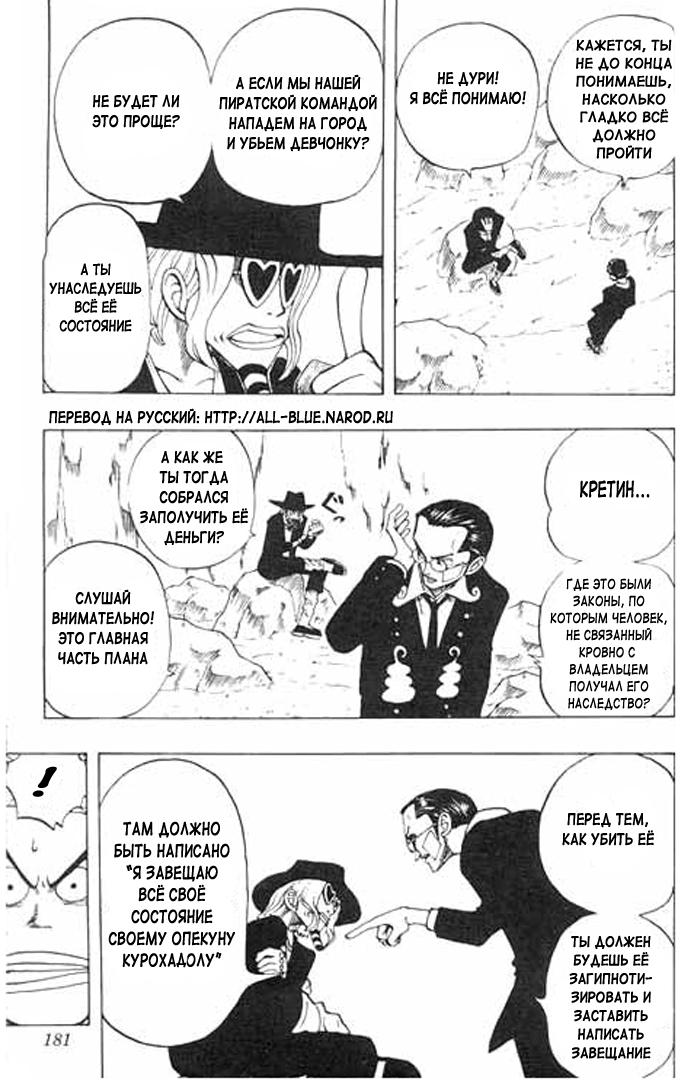 КАЖЕТСЯ, ТЫ
НЕ ДО КОНЦА
ПОНИМАЕШЬ,
НАСКОЛЬКО
ГЛАДКО ВСЁ
ДОЛЖНО
ПРОЙТИ
НЕ ДУРИ!
Я ВСЁ ПОНИМАЮ!
А ЕСЛИ МЫ НАШЕЙ
ПИРАТСКОЙ КОМАНДОЙ
НАПАДЕМ НА ГОРОД
И УБЬЕМ ДЕВЧОНКУ?
НЕ БУДЕТ ЛИ
ЭТО ПРОЩЕ?
А ТЫ
УНАСЛЕДУЕШЬ
ВСЁ ЕЁ
СОСТОЯНИЕ
ПЕРЕВОД НА РУССКИЙ: HTTP://ALL-BLUE.NAROD.RU
КРЕТИН...
ГДЕ ЭТО БЫЛИ
ЗАКОНЫ, ПО
КОТОРЫМ ЧЕЛОВЕК,
НЕ СВЯЗАННЫЙ
КРОВНО С
ВЛАДЕЛЬЦЕМ
ПОЛУЧАЛ ЕГО
НАСЛЕДСТВО?
А КАК ЖЕ
ТЫ ТОГДА
СОБРАЛСЯ
ЗАПОЛУЧИТЬ ЕЁ
ДЕНЬГИ?
СЛУШАЙ
ВНИМАТЕЛЬНО!
ЭТО ГЛАВНАЯ
ЧАСТЬ ПЛАНА
ПЕРЕД ТЕМ,
КАК УБИТЬ ЕЁ
ТЫ ДОЛЖЕН
БУДЕШЬ ЕЁ
ЗАГИПНОТИ-
ЗИРОВАТЬ И
ЗАСТАВИТЬ
НАПИСАТЬ
ЗАВЕЩАНИЕ
ТАМ ДОЛЖНО
БЫТЬ НАПИСАНО
"Я ЗАВЕЩАЮ
ВСЁ СВОЁ
СОСТОЯНИЕ
СВОЕМУ ОПЕКУНУ
КУРОХАДОЛУ"
!
181